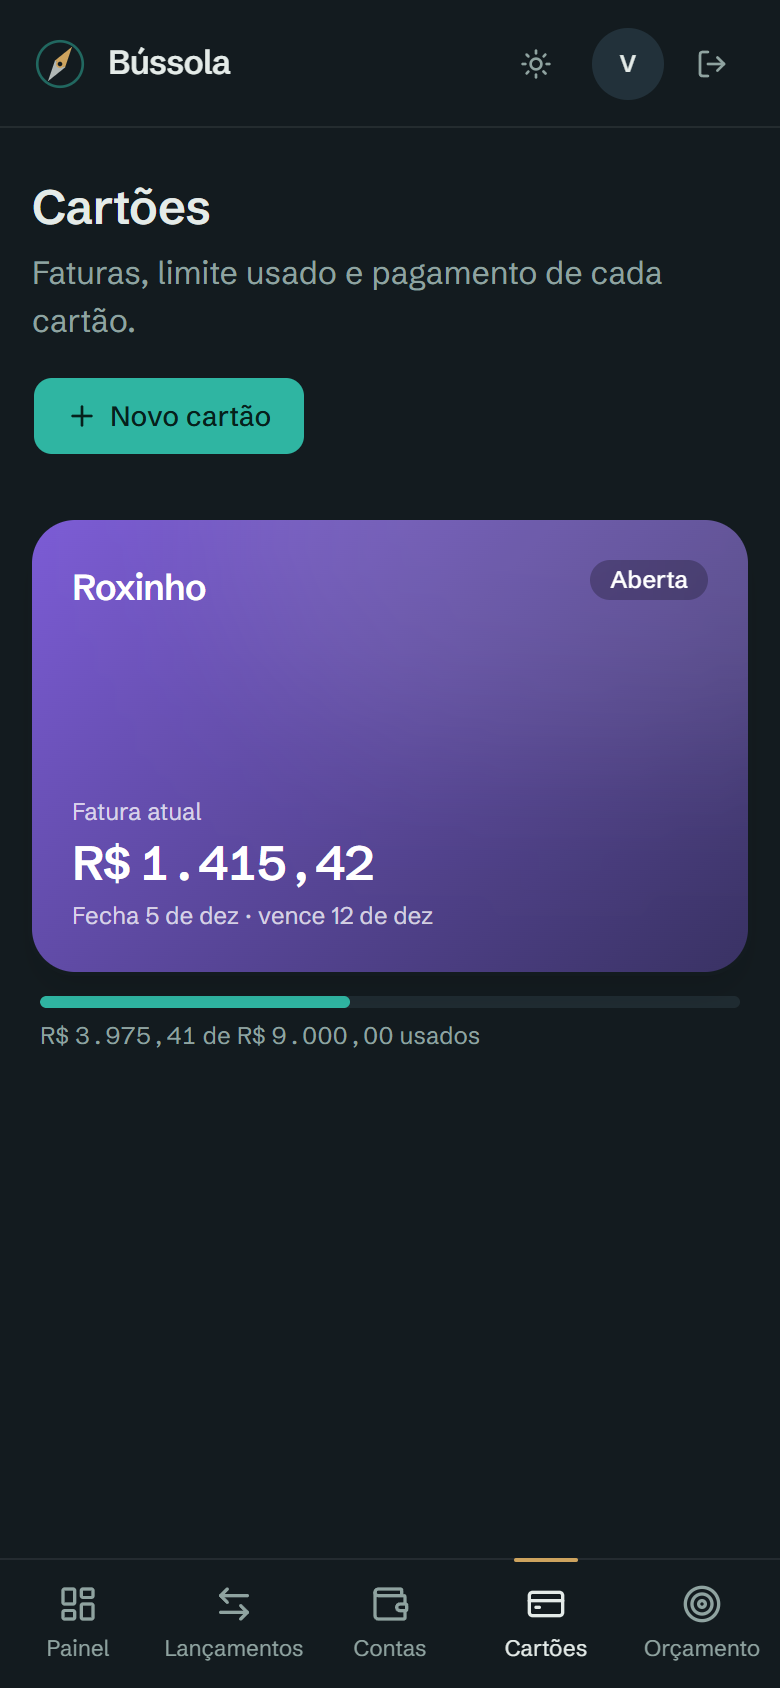 Bússola
V
Cartões
Faturas, limite usado e pagamento de cada
cartão.
Novo cartão
Roxinho
Aberta
Fatura atual
R$ 1.415,42
Fecha 5 de dez · vence 12 de dez
R$ 3.975,41 de R$ 9.000,00 usados
Painel
Lançamentos
Contas
Cartões
Orçamento